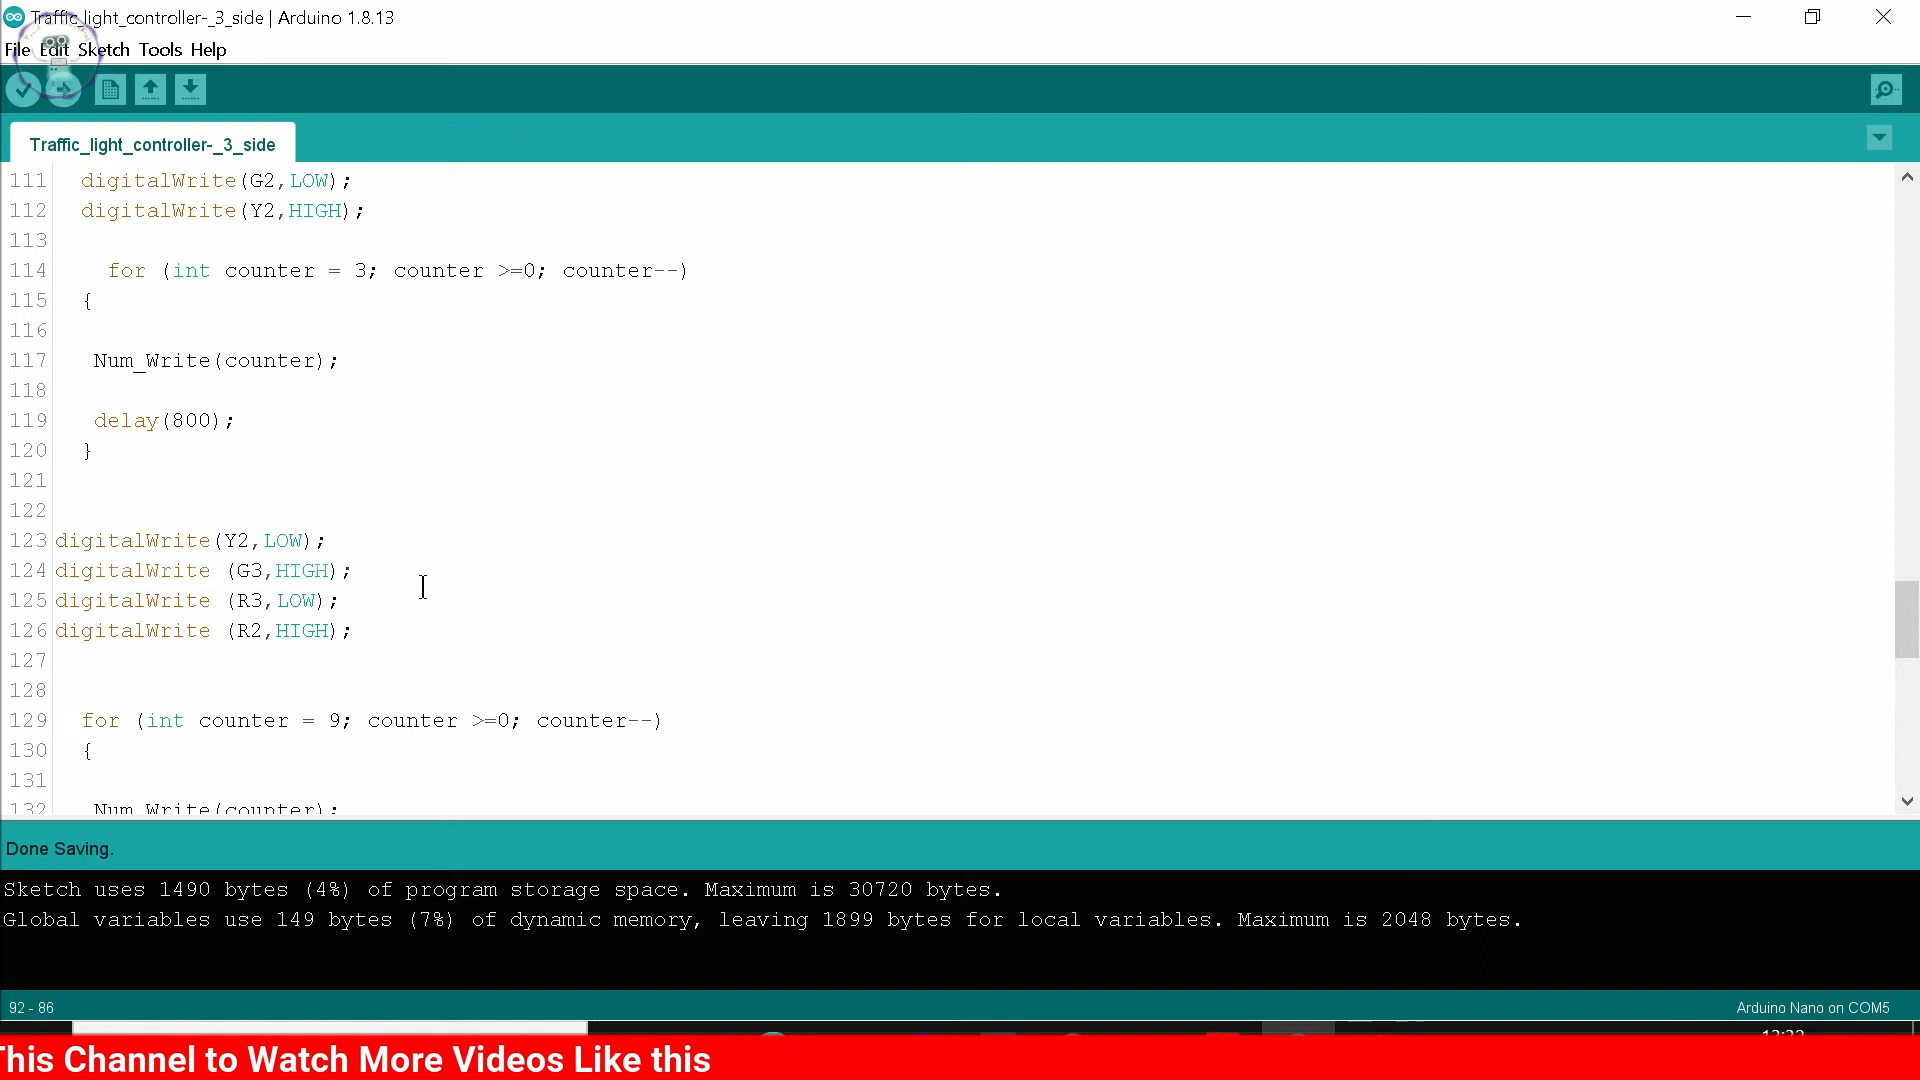 Traffic_light_controller-_3_side | Arduino 1.8.13
File Edit Sketch Tools Help
Traffic_light_controller-_3_side
111 digitalWrite(G2,LOW);
112 digitalWrite(Y2,HIGH);
113
114 for (int counter = 3; counter >=0; counter--)
115 {
116
117 Num_Write(counter);
118
119 delay(800);
120 }
121
122
123 digitalWrite(Y2,LOW);
124 digitalWrite (G3,HIGH);
125 digitalWrite (R3,LOW);
126 digitalWrite (R2,HIGH);
127
128
129 for (int counter = 9; counter >=0; counter--)
130 {
131
132 Num_Write(counter);
Done Saving.
Sketch uses 1490 bytes (4%) of program storage space. Maximum is 30720 bytes.
Global variables use 149 bytes (7%) of dynamic memory, leaving 1899 bytes for local variables. Maximum is 2048 bytes.
92 - 86
Arduino Nano on COM5
This Channel to Watch More Videos Like this